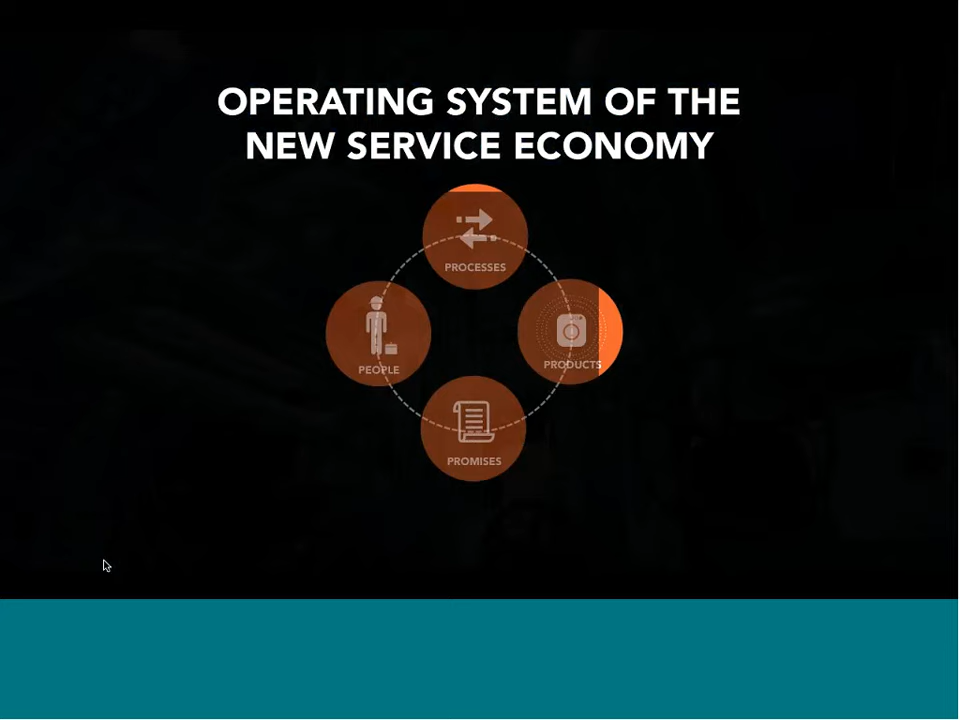 OPERATING SYSTEM OF THE
NEW SERVICE ECONOMY
PROCESSES
PEOPLE
PRODUCTS
PROMISES